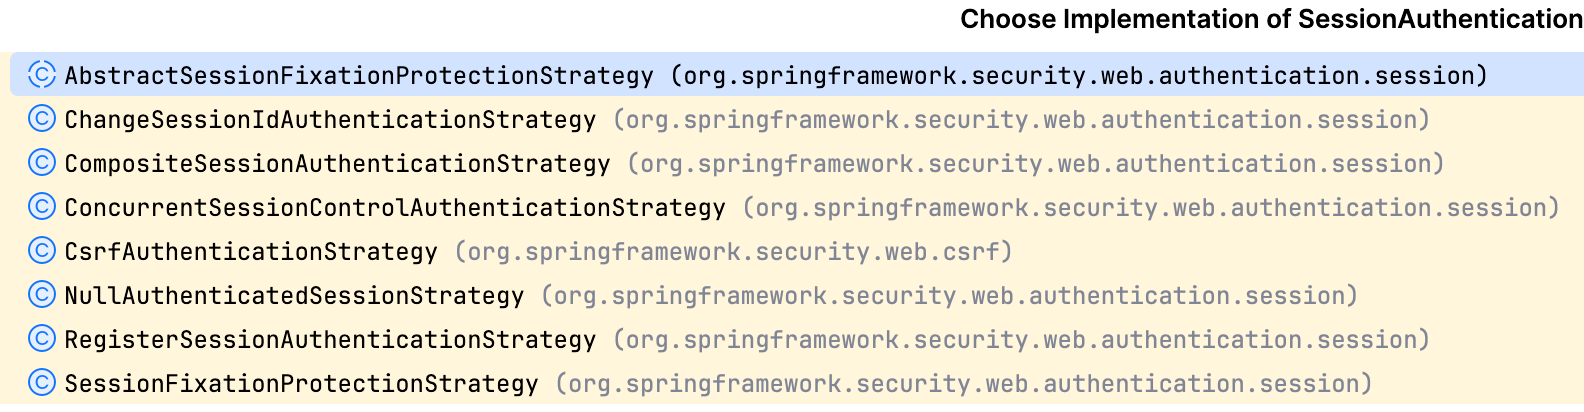 Choose Implementation of SessionAuthentication
AbstractSessionFixationProtectionStrategy (org.springframework.security.web.authentication.session)
ChangeSessionIdAuthenticationStrategy (org.springframework.security.web.authentication.session)
CompositeSessionAuthenticationStrategy (org.springframework.security.web.authentication.session)
ConcurrentSessionControlAuthenticationStrategy (org.springframework.security.web.authentication.session)
CsrfAuthenticationStrategy (org.springframework.security.web.csrf)
NullAuthenticatedSessionStrategy (org.springframework.security.web.authentication.session)
RegisterSessionAuthenticationStrategy (org.springframework.security.web.authentication.session)
SessionFixationProtectionStrategy (org.springframework.security.web.authentication.session)